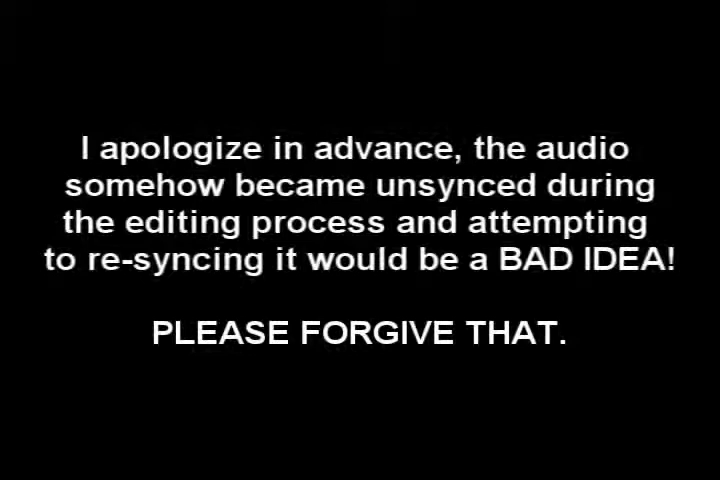 I apologize in advance, the audio
somehow became unsynced during
the editing process and attempting
to re-syncing it would be a BAD IDEA!
PLEASE FORGIVE THAT.